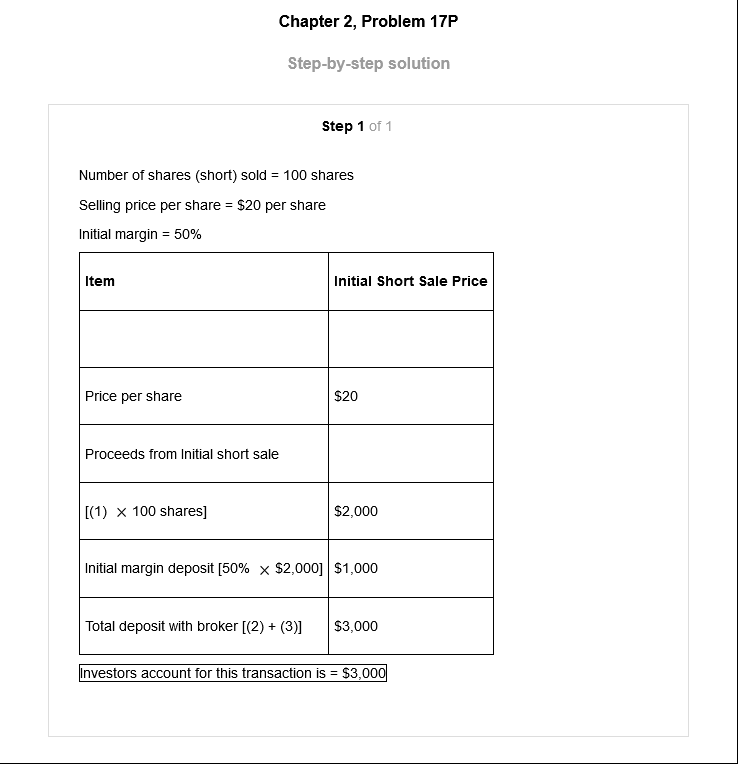 Chapter 2, Problem 17P
Step-by-step solution
Step 1 of 1
Number of shares (short) sold = 100 shares
Selling price per share = $20 per share
Initial margin = 50%
Item Initial Short Sale Price
Price per share $20
Proceeds from Initial short sale
[(1) × 100 shares] $2,000
Initial margin deposit [50% × $2,000] $1,000
Total deposit with broker [(2) + (3)] $3,000
Investors account for this transaction is = $3,000